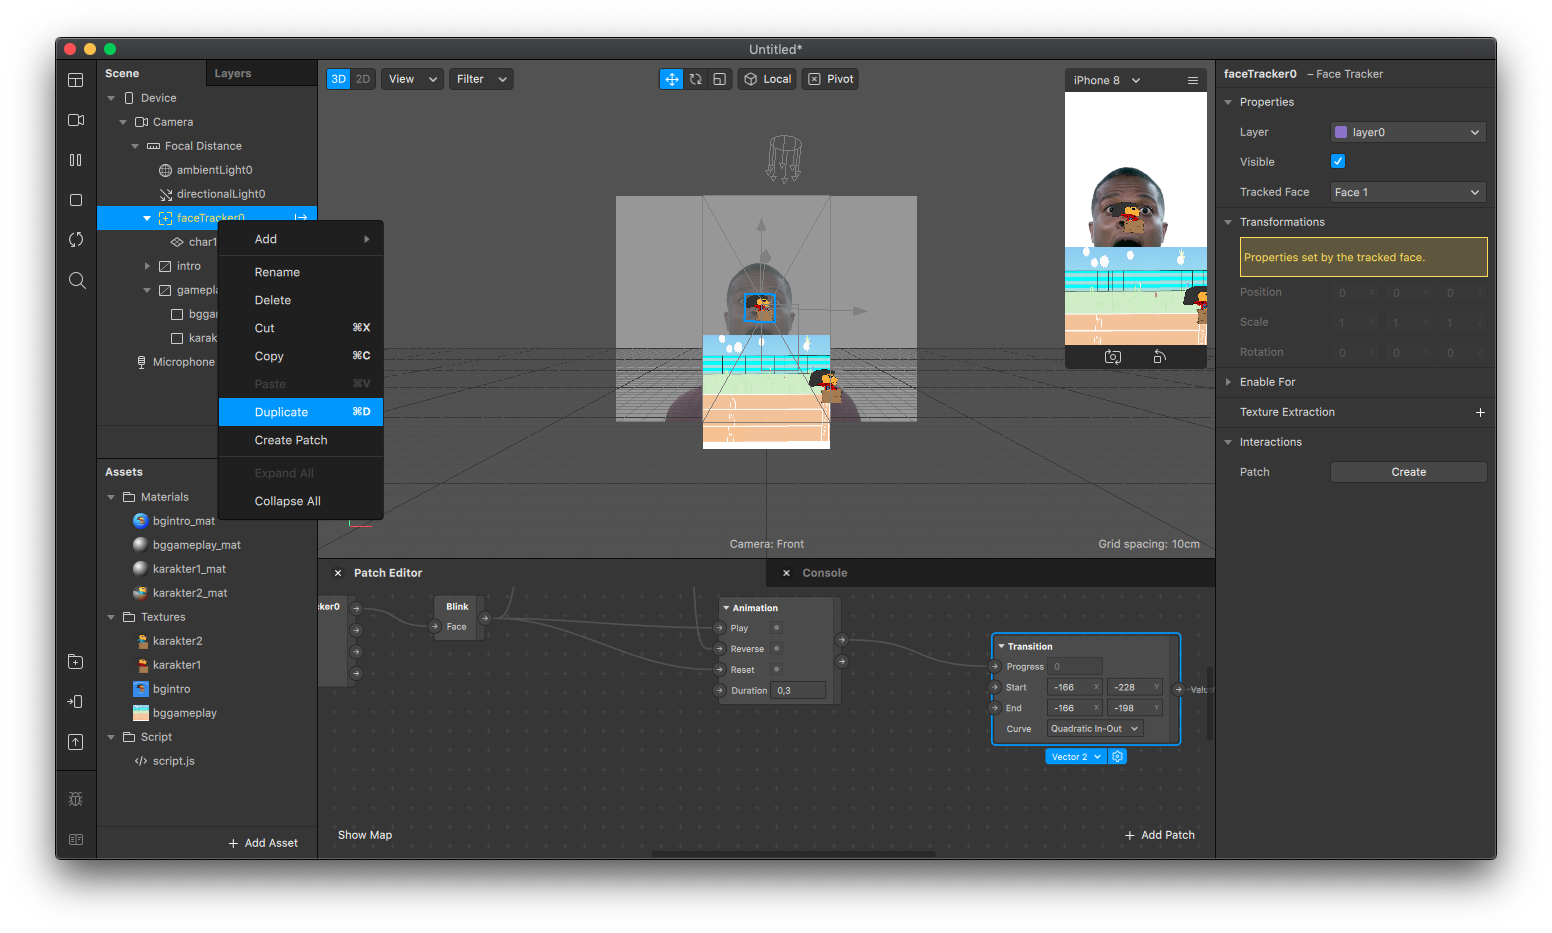 Untitled*
Scene
Layers
Device
Camera
Focal Distance
ambientLight0
directionalLight0
faceTracker0
char1
intro
gamepla
bggar
karak
Microphone
Add
Rename
Delete
Cut ⌘X
Copy ⌘C
Paste ⌘V
Duplicate ⌘D
Create Patch
Expand All
Collapse All
Assets
Materials
bgintro_mat
bggameplay_mat
karakter1_mat
karakter2_mat
Textures
karakter2
karakter1
bgintro
bggameplay
Script
script.js
+ Add Asset
3D 2D View Filter
Local Pivot
iPhone 8
Camera: Front
Grid spacing: 10cm
Patch Editor
Console
cker0
Blink
Face
Animation
Play
Reverse
Reset
Duration 0,3
Transition
Progress 0
Start -166 X -228 Y
End -166 X -198 Y
Curve Quadratic In-Out
Vector 2
Value
Show Map
+ Add Patch
faceTracker0 – Face Tracker
Properties
Layer layer0
Visible
Tracked Face Face 1
Transformations
Properties set by the tracked face.
Position 0 X 0 Y 0 Z
Scale 1 X 1 Y 1 Z
Rotation 0 X 0 Y 0 Z
Enable For
Texture Extraction +
Interactions
Patch Create